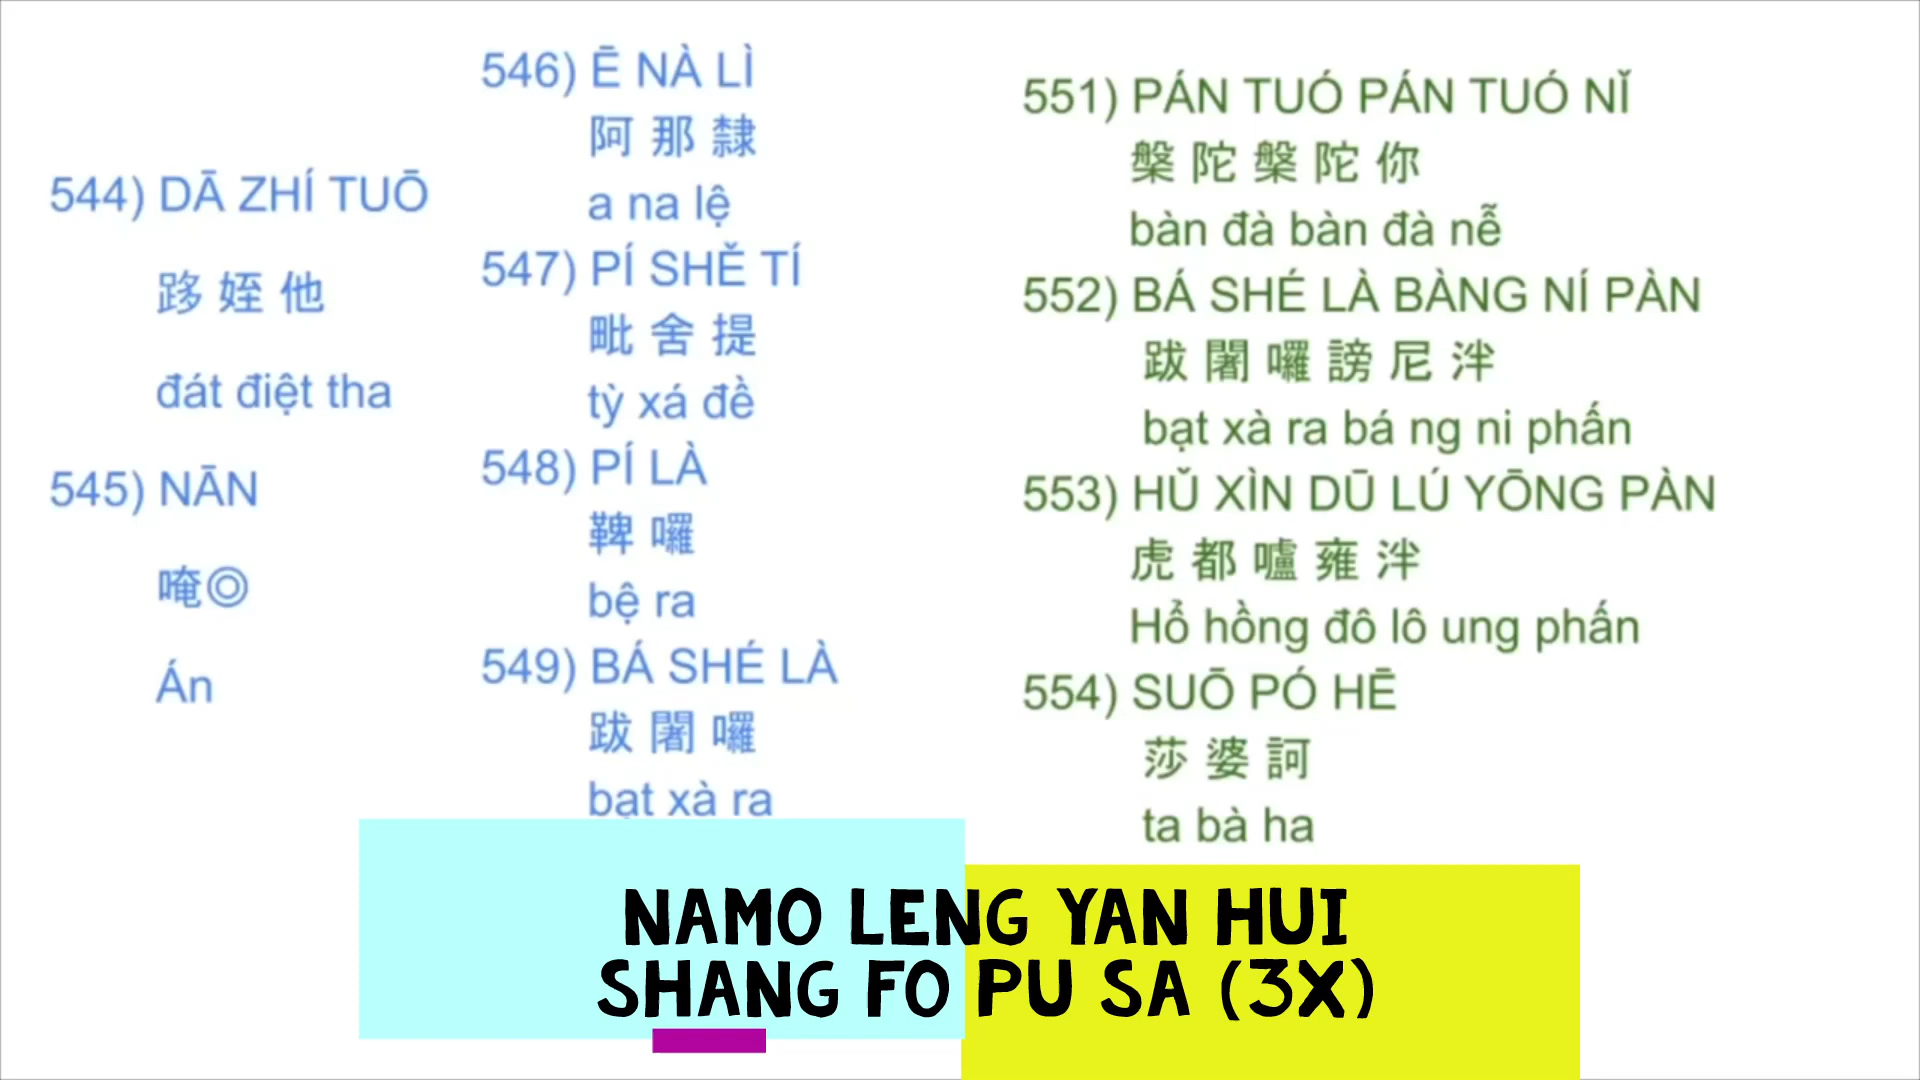 544) DĀ ZHÍ TUŌ
跢 姪 他
đát điệt tha
545) NĀN
唵◎
Án
546) Ē NÀ LÌ
阿 那 隸
a na lệ
547) PÍ SHĚ TÍ
毗 舍 提
tỳ xá đề
548) PÍ LÀ
鞞 囉
bệ ra
549) BÁ SHÉ LÀ
跋 闍 囉
bạt xà ra
551) PÁN TUÓ PÁN TUÓ NǏ
槃 陀 槃 陀 你
bàn đà bàn đà nễ
552) BÁ SHÉ LÀ BÀNG NÍ PÀN
跋 闍 囉 謗 尼 泮
bạt xà ra bá ng ni phấn
553) HǓ XÌN DŪ LÚ YŌNG PÀN
虎 都 嚧 雍 泮
Hổ hồng đô lô ung phấn
554) SUŌ PÓ HĒ
莎 婆 訶
ta bà ha
NAMO LENG YAN HUI
SHANG FO PU SA (3X)